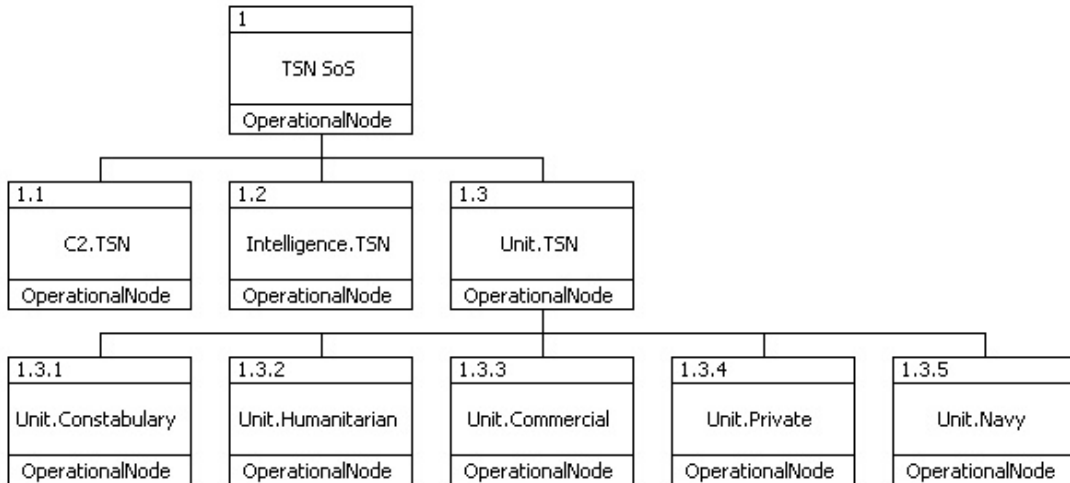 1
TSN SoS
OperationalNode
1.1
C2.TSN
OperationalNode
1.2
Intelligence.TSN
OperationalNode
1.3
Unit.TSN
OperationalNode
1.3.1
Unit.Constabulary
OperationalNode
1.3.2
Unit.Humanitarian
OperationalNode
1.3.3
Unit.Commercial
OperationalNode
1.3.4
Unit.Private
OperationalNode
1.3.5
Unit.Navy
OperationalNode